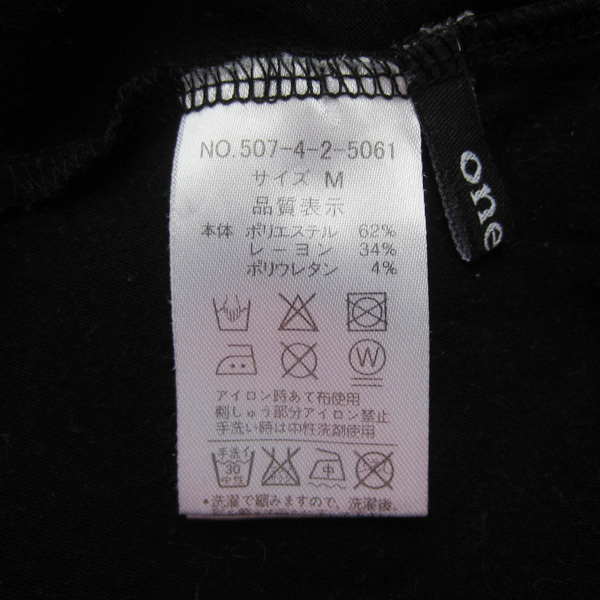 NO.507-4-2-5061
サイズ M
品質表示
本体 ポリエステル 62%
レーヨン 34%
ポリウレタン 4%
W
アイロン時あて布使用
刺しゅう部分アイロン禁止
手洗い時は中性洗剤使用
手洗イ
30
中性
中
●洗濯で縮みますので、洗濯
one